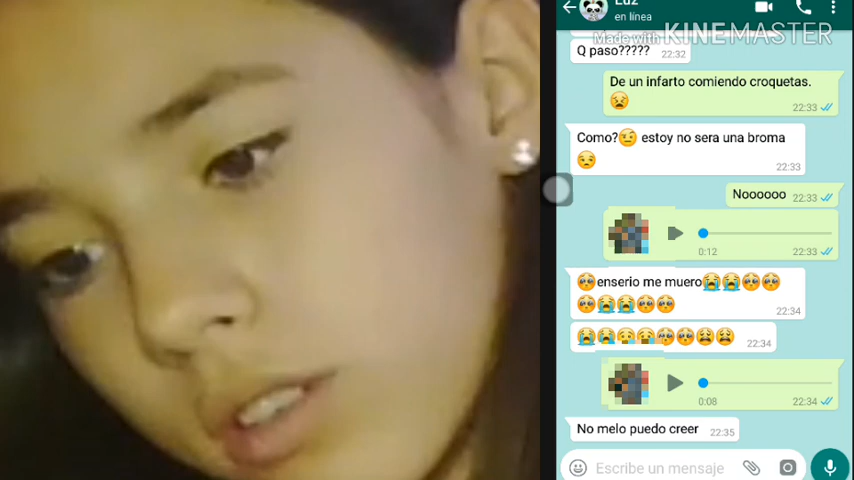 Luz
en línea
Made with KINEMASTER
Q paso?????
22:32
De un infarto comiendo croquetas.
😣
22:33
Como?🤨 estoy no sera una broma
😒
22:33
Noooooo 22:33
0:12 22:33
🥺enserio me muero😭😭🥺🥺
🥺😭😭🥺🥺
22:34
22:34
0:08 22:34
No melo puedo creer 22:35
Escribe un mensaje